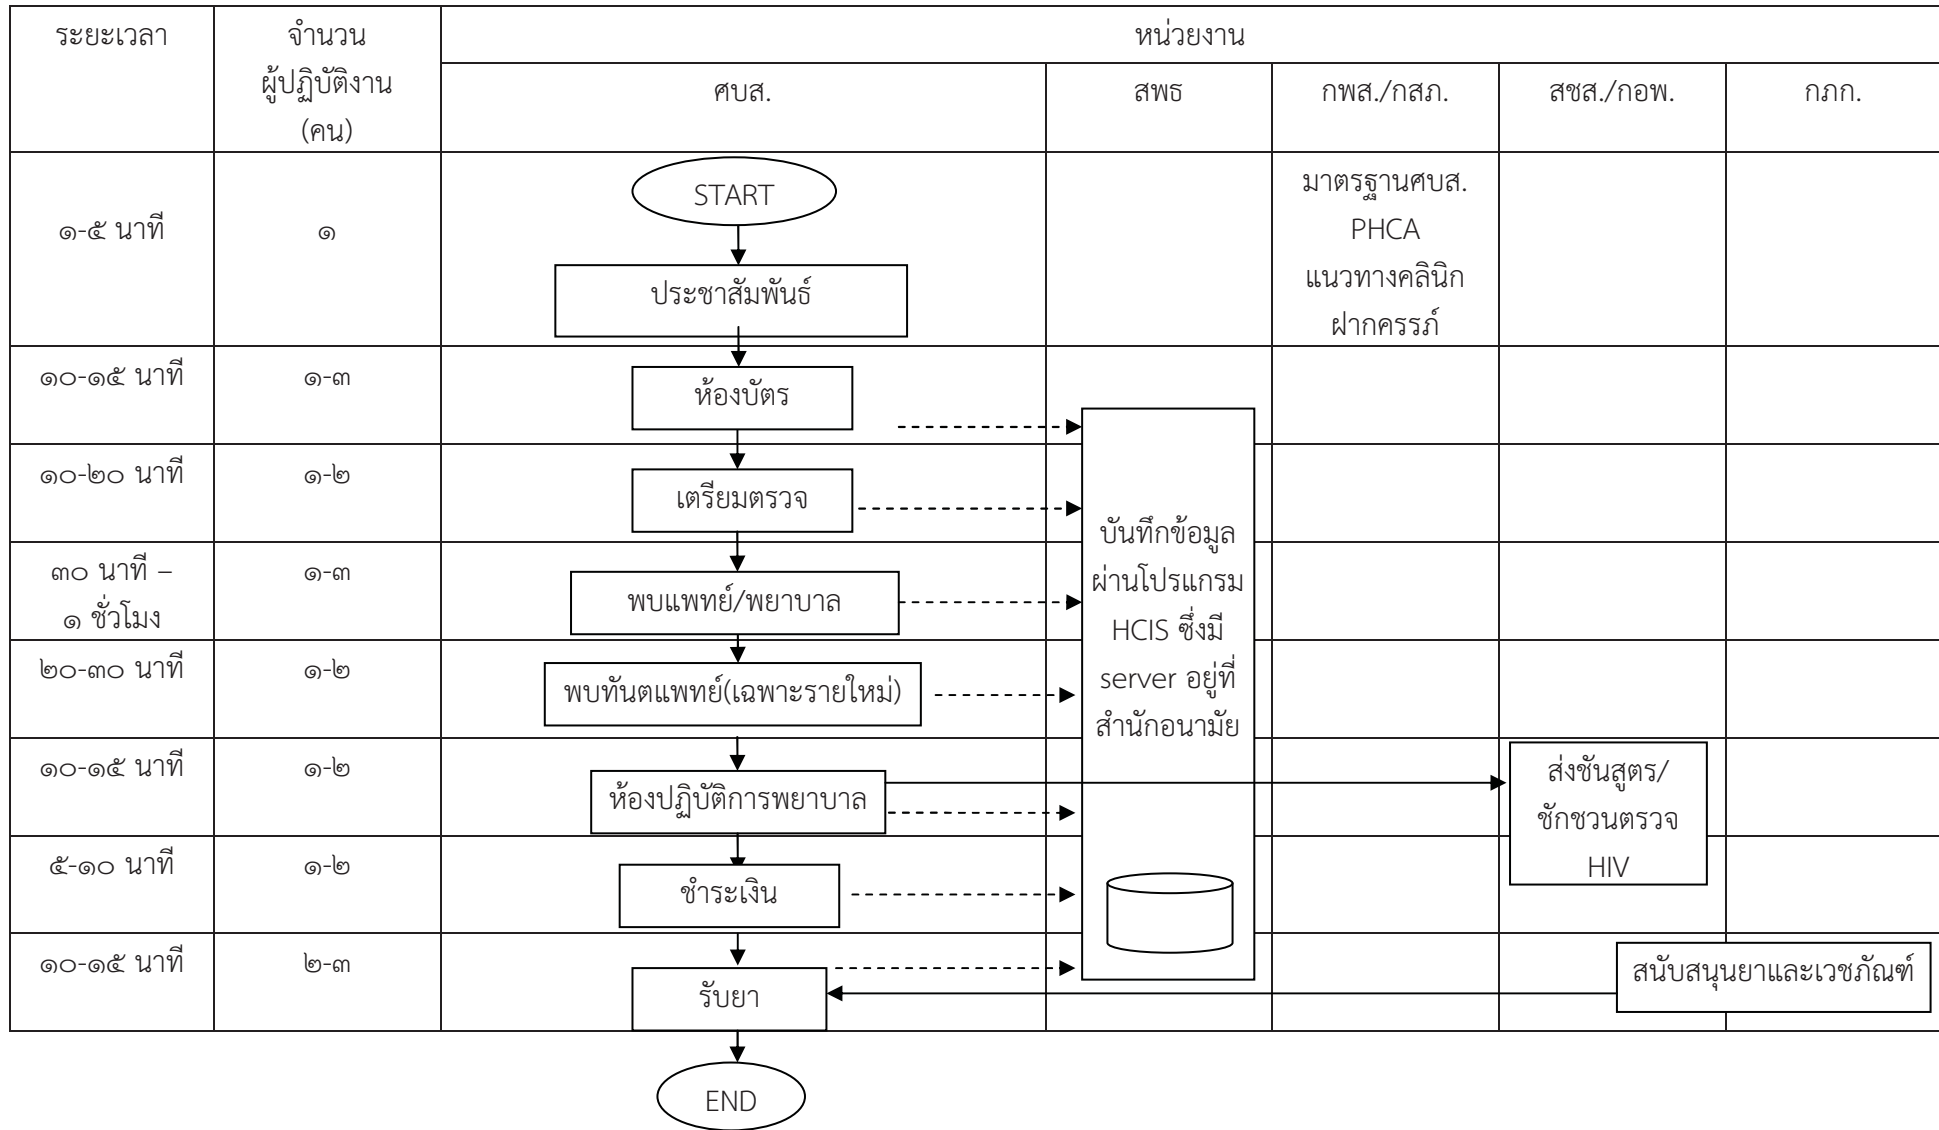 ระยะเวลา
จำนวน
ผู้ปฏิบัติงาน
(คน)
หน่วยงาน
ศบส.
สพธ
กพส./กสภ.
สชส./กอพ.
กภก.
๑-๕ นาที
๑
START
ประชาสัมพันธ์
มาตรฐานศบส.
PHCA
แนวทางคลินิก
ฝากครรภ์
๑๐-๑๕ นาที
๑-๓
ห้องบัตร
๑๐-๒๐ นาที
๑-๒
เตรียมตรวจ
บันทึกข้อมูล
ผ่านโปรแกรม
HCIS ซึ่งมี
server อยู่ที่
สำนักอนามัย
๓๐ นาที –
๑ ชั่วโมง
๑-๓
พบแพทย์/พยาบาล
๒๐-๓๐ นาที
๑-๒
พบทันตแพทย์(เฉพาะรายใหม่)
๑๐-๑๕ นาที
๑-๒
ห้องปฏิบัติการพยาบาล
ส่งชันสูตร/
ชักชวนตรวจ
HIV
๕-๑๐ นาที
๑-๒
ชำระเงิน
๑๐-๑๕ นาที
๒-๓
รับยา
สนับสนุนยาและเวชภัณฑ์
END